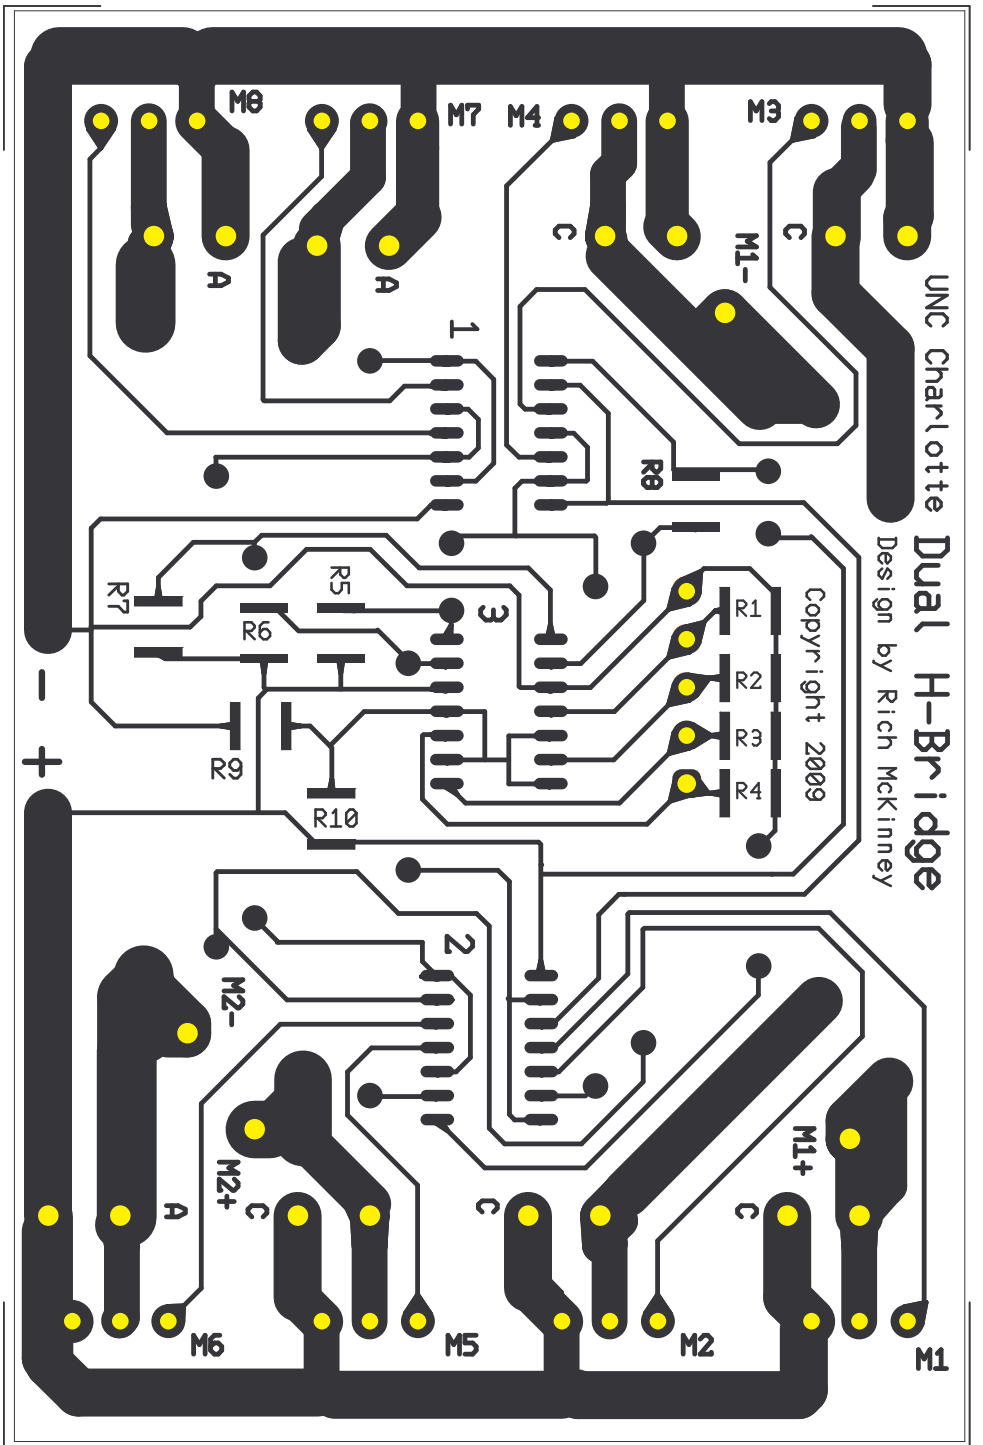 M8
M7
M4
M3
A
A
C
C
M1-
1
UNC Charlotte
R8
Dual H-Bridge
Design by Rich McKinney
Copyright 2009
R7
R5
R6
3
R1
R2
R3
R4
-
+
R9
R10
2
M2-
M2+
M1+
A
C
C
C
M6
M5
M2
M1